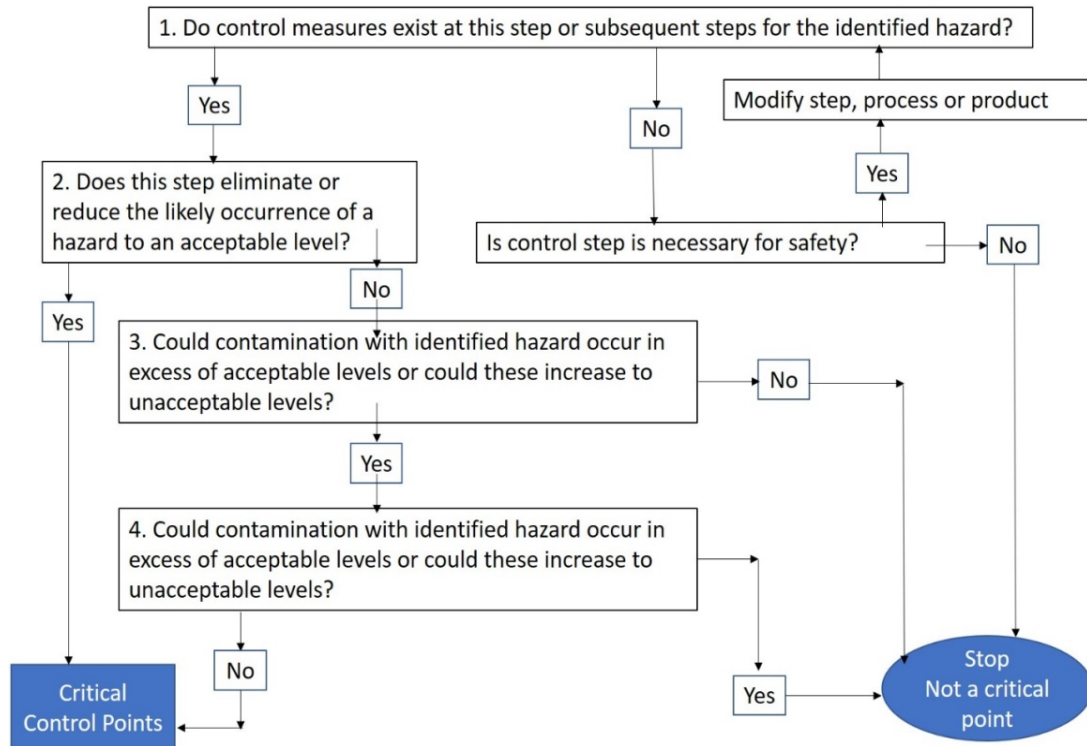 1. Do control measures exist at this step or subsequent steps for the identified hazard?
Yes
No
Modify step, process or product
Yes
2. Does this step eliminate or
reduce the likely occurrence of a
hazard to an acceptable level?
Is control step is necessary for safety?
No
Yes
No
3. Could contamination with identified hazard occur in
excess of acceptable levels or could these increase to
unacceptable levels?
No
Yes
4. Could contamination with identified hazard occur in
excess of acceptable levels or could these increase to
unacceptable levels?
No
Yes
Critical
Control Points
Stop
Not a critical
point